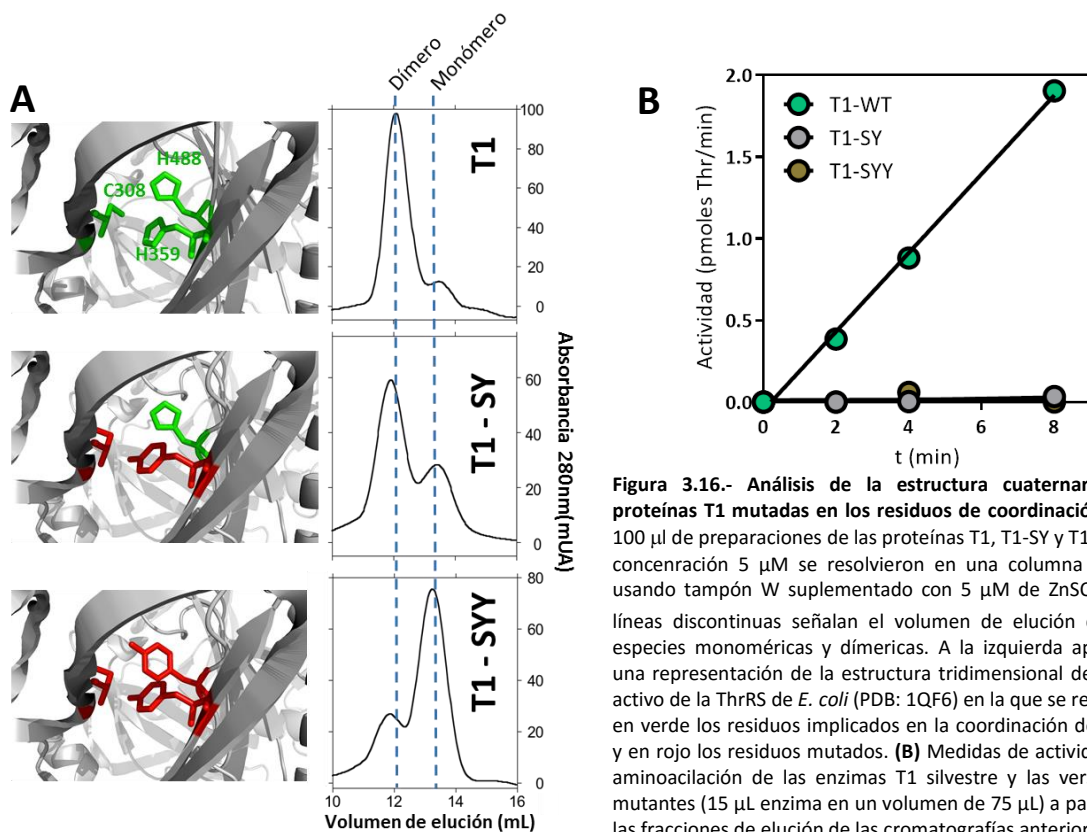 A
Dímero
Monómero
H488
C308
H359
T1
100
80
60
40
20
0
T1 - SY
60
40
20
0
T1 - SYY
80
60
40
20
0
10 12 14 16
Volumen de elución (mL)
Absorbancia 280nm(mUA)
B
T1-WT
T1-SY
T1-SYY
2.0
1.5
1.0
0.5
0.0
0 2 4 6 8
Actividad (pmoles Thr/min)
t (min)
Figura 3.16.- Análisis de la estructura cuaternar
proteínas T1 mutadas en los residuos de coordinació
100 µl de preparaciones de las proteínas T1, T1-SY y T1
concenración 5 µM se resolvieron en una columna
usando tampón W suplementado con 5 µM de ZnSO
líneas discontinuas señalan el volumen de elución
especies monoméricas y dímericas. A la izquierda ap
una representación de la estructura tridimensional de
activo de la ThrRS de E. coli (PDB: 1QF6) en la que se re
en verde los residuos implicados en la coordinación de
y en rojo los residuos mutados. (B) Medidas de activid
aminoacilación de las enzimas T1 silvestre y las ver
mutantes (15 µL enzima en un volumen de 75 µL) a pa
las fracciones de elución de las cromatografías anterior